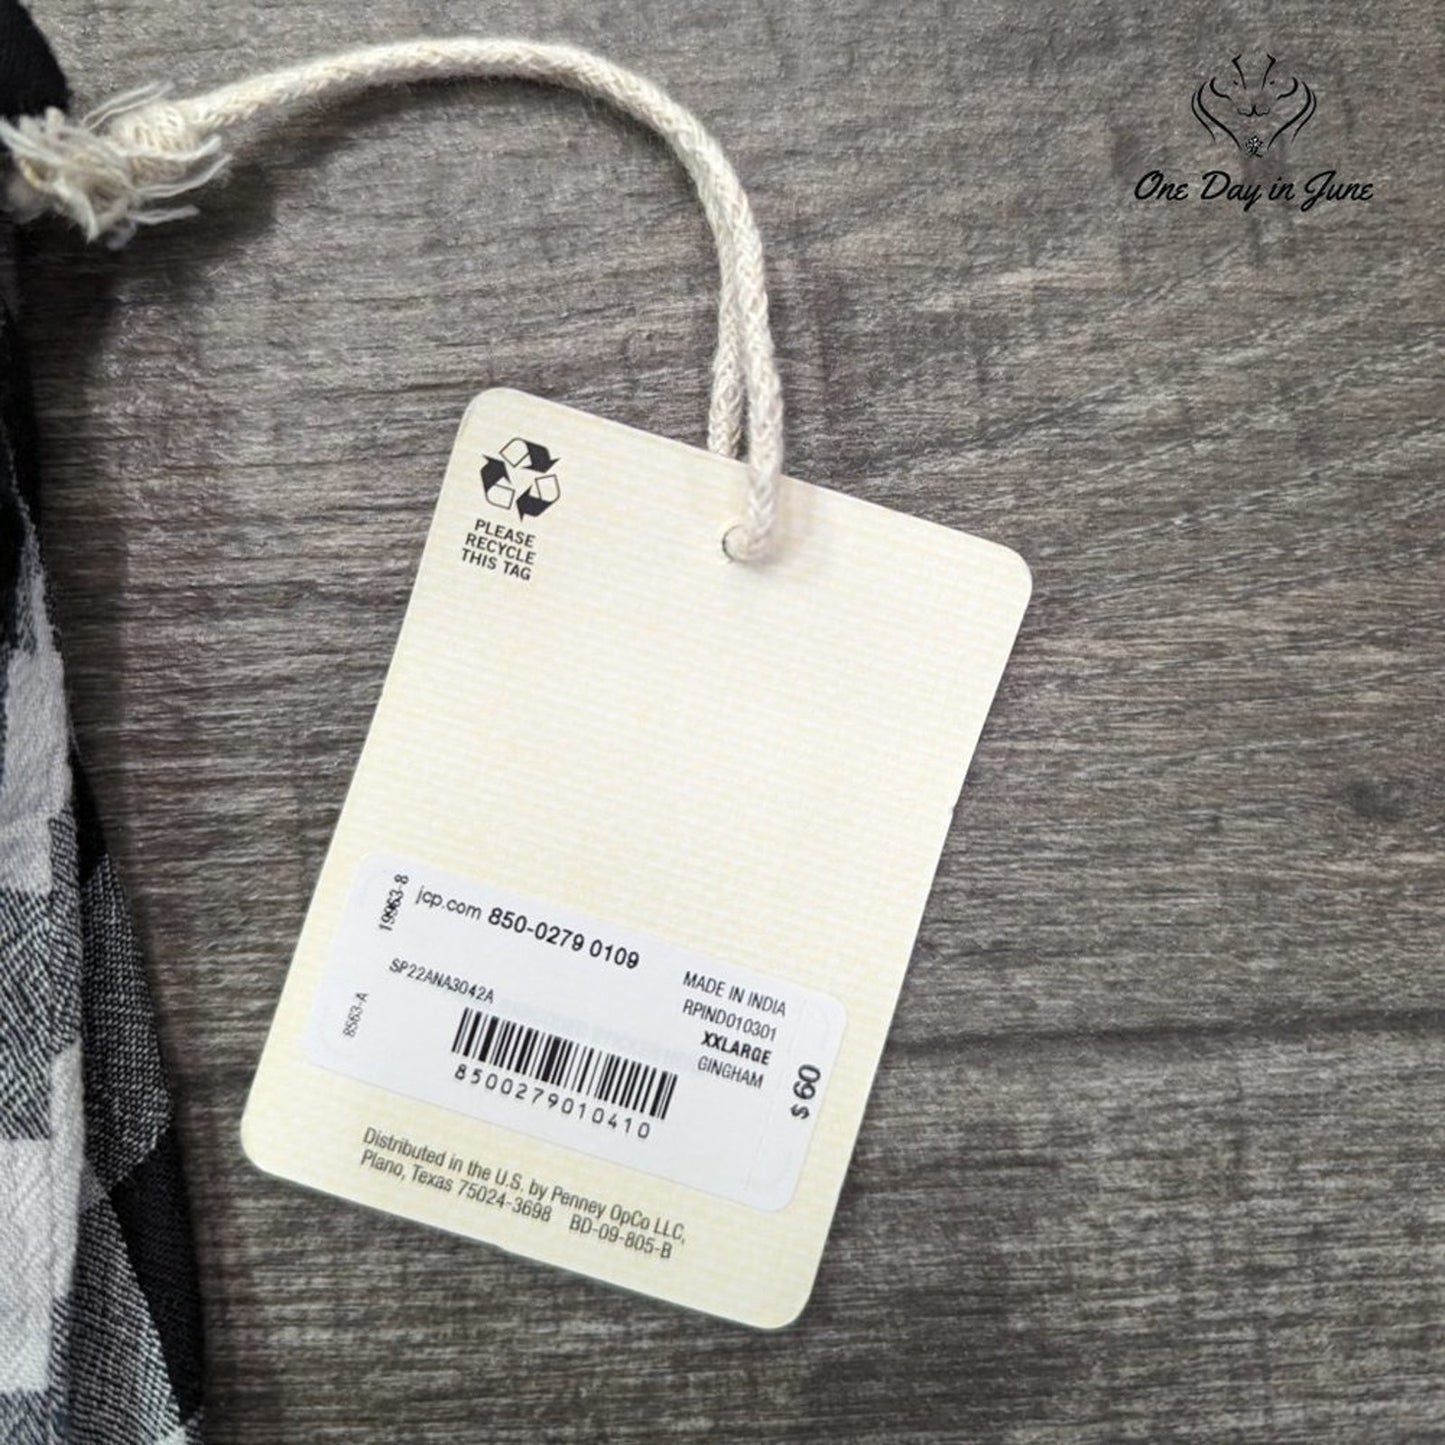 愛
One Day in June
PLEASE
RECYCLE
THIS TAG
19963-8
jcp.com 850-0279 0109
SP22ANA3042A
8563-A
MADE IN INDIA
RPIND010301
XXLARGE
GINGHAM
$60
8500279010410
Distributed in the U.S. by Penney OpCo LLC,
Plano, Texas 75024-3698 BD-09-805-B